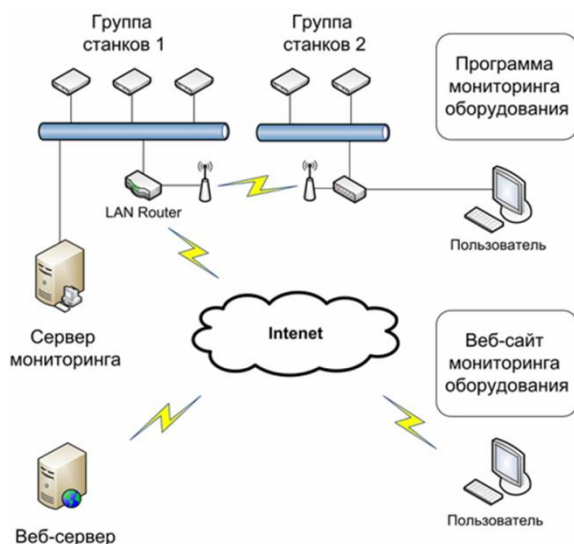 Группа
станков 1
Группа
станков 2
Программа
мониторинга
оборудования
LAN Router
Пользователь
Сервер
мониторинга
Intenet
Веб-сайт
мониторинга
оборудования
Веб-сервер
Пользователь